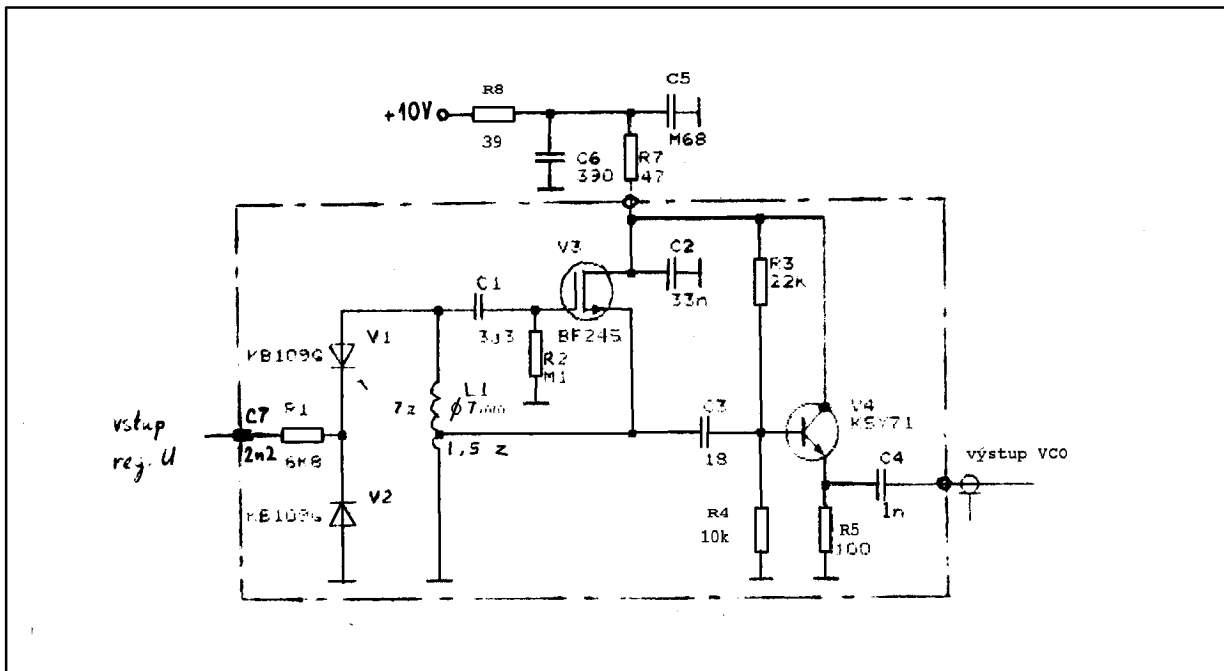 C5
R8
+10V
M68
39
C6
390
R7
47
V3
C2
33n
R3
22k
C1
3J3
BF245
R2
M1
V1
KB109G
L1
7z
φ7mm
1,5 z
vstup
reg. U
C7
2n2
R1
6K8
V2
KB109G
C3
18
V4
KSY71
C4
1n
výstup VCO
R4
10k
R5
100